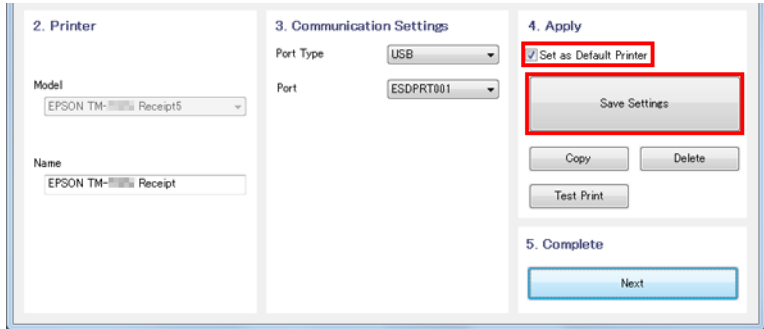 2. Printer
Model
EPSON TM- Receipt5
Name
EPSON TM- Receipt
3. Communication Settings
Port Type
USB
Port
ESDPRT001
4. Apply
Set as Default Printer
Save Settings
Copy
Delete
Test Print
5. Complete
Next